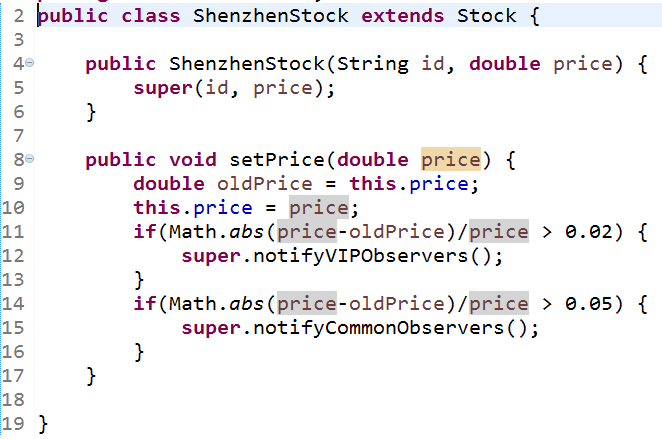 2 public class ShenzhenStock extends Stock {
3
4 public ShenzhenStock(String id, double price) {
5 super(id, price);
6 }
7
8 public void setPrice(double price) {
9 double oldPrice = this.price;
10 this.price = price;
11 if(Math.abs(price-oldPrice)/price > 0.02) {
12 super.notifyVIPObservers();
13 }
14 if(Math.abs(price-oldPrice)/price > 0.05) {
15 super.notifyCommonObservers();
16 }
17 }
18
19 }